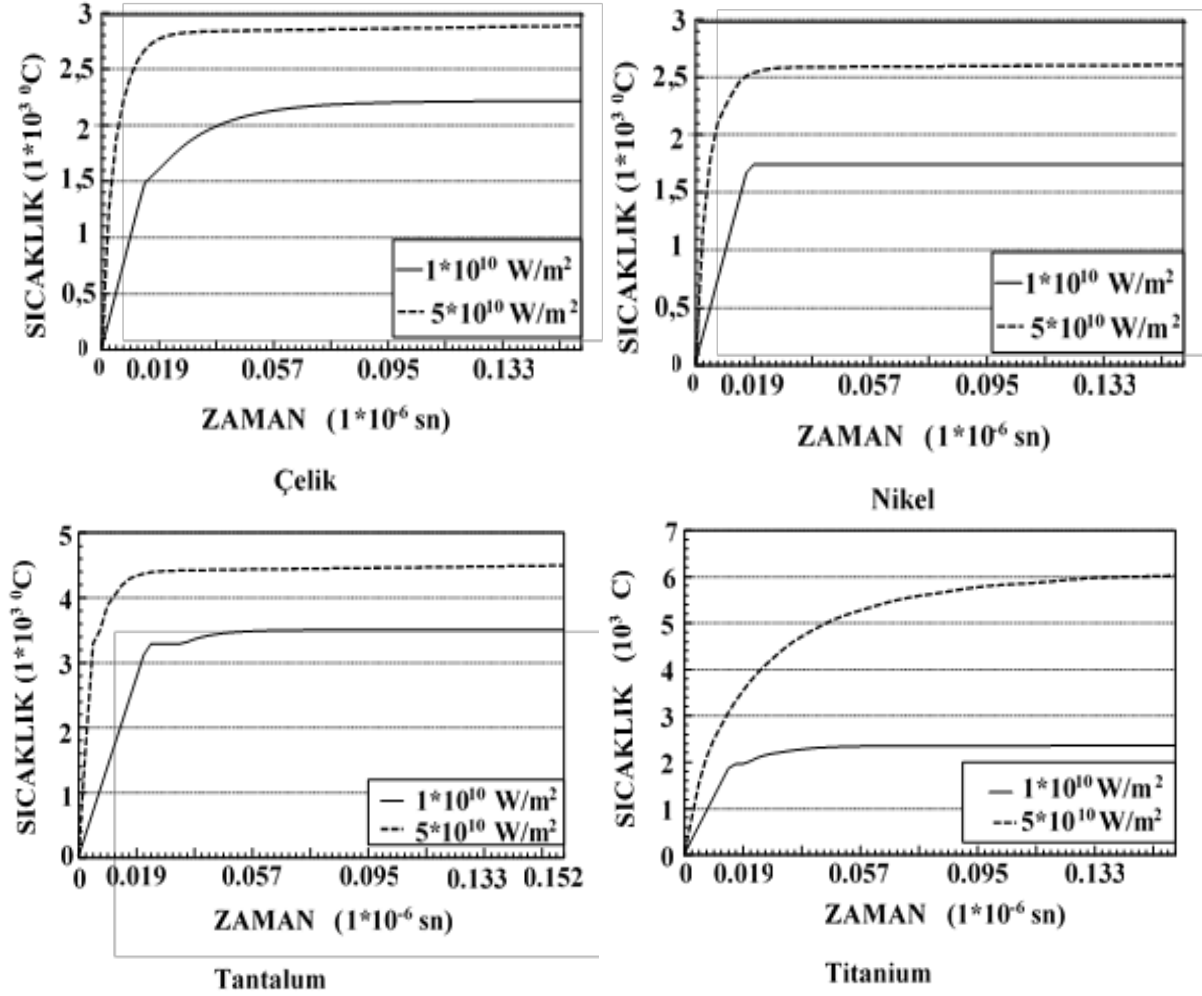 SICAKLIK (1*10³ ⁰C)
3
2,5
2
1,5
1
0,5
0
1*10¹⁰ W/m²
5*10¹⁰ W/m²
0.019 0.057 0.095 0.133
ZAMAN (1*10⁻⁶ sn)
Çelik
SICAKLIK (1*10³ ⁰C)
3
2,5
2
1,5
1
0,5
0
1*10¹⁰ W/m²
5*10¹⁰ W/m²
0 0.019 0.057 0.095 0.133
ZAMAN (1*10⁻⁶ sn)
Nikel
SICAKLIK (1*10³ ⁰C)
5
4
3
2
1
0
1*10¹⁰ W/m²
5*10¹⁰ W/m²
0 0.019 0.057 0.095 0.133 0.152
ZAMAN (1*10⁻⁶ sn)
Tantalum
SICAKLIK (10³ C)
7
6
5
4
3
2
1
0
1*10¹⁰ W/m²
5*10¹⁰ W/m²
0 0.019 0.057 0.095 0.133
ZAMAN (1*10⁻⁶ sn)
Titanium